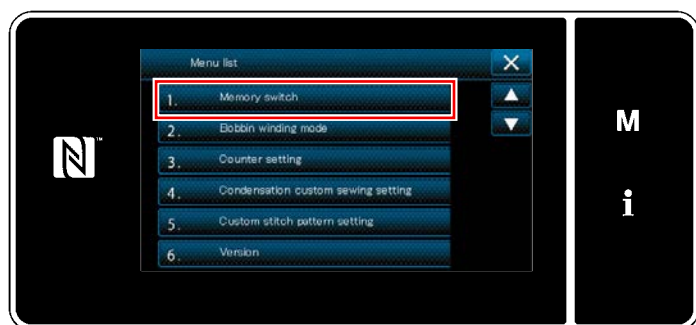 Menu list
1. Memory switch
2. Bobbin winding mode
3. Counter setting
4. Condensation custom sewing setting
5. Custom stitch pattern setting
6. Version
N™
M
i